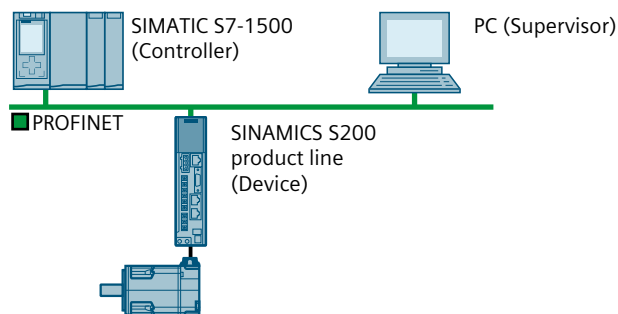 SIMATIC S7-1500
(Controller)
PC (Supervisor)
PROFINET
SINAMICS S200
product line
(Device)